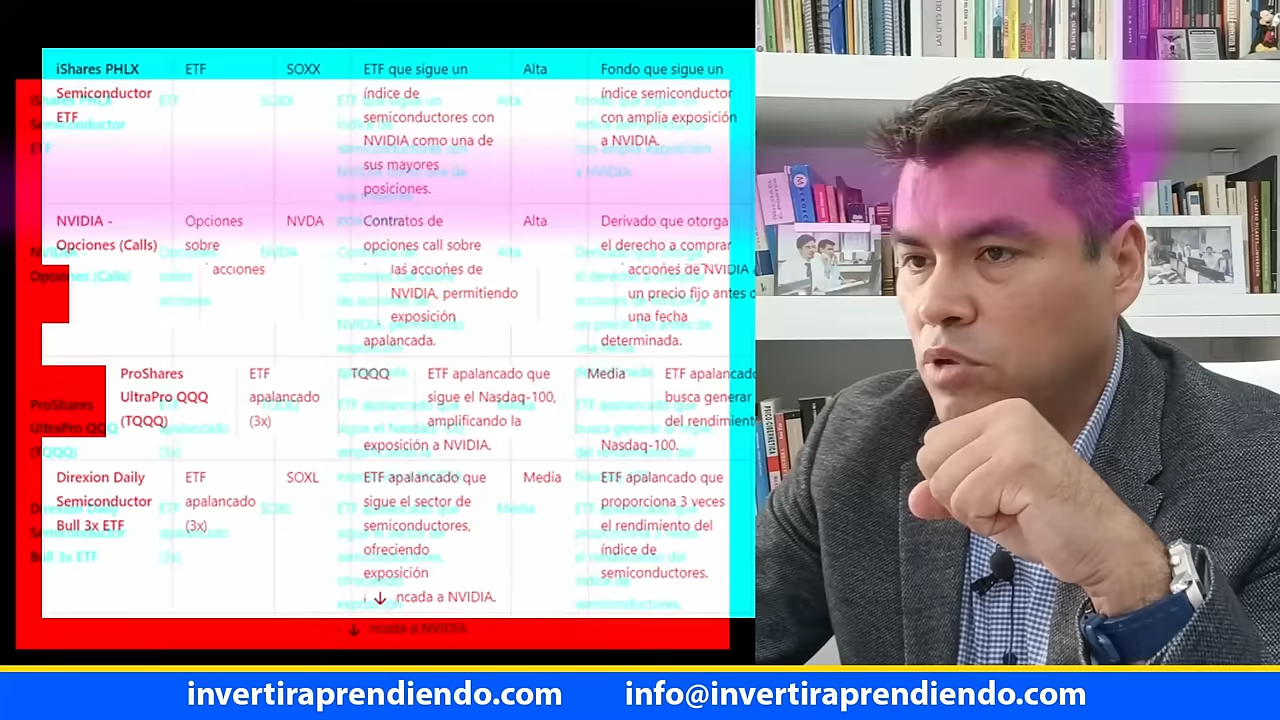 iShares PHLX ETF SOXX ETF que sigue un Alta Fondo que sigue un
Semiconductor índice de índice semiconductor
ETF semiconductores con con amplia exposición
NVIDIA como una de a NVIDIA.
sus mayores
posiciones.
NVIDIA - Opciones NVDA Contratos de Alta Derivado que otorga
Opciones (Calls) sobre opciones call sobre el derecho a comprar
acciones las acciones de acciones de NVIDIA a
NVIDIA, permitiendo un precio fijo antes d
exposición una fecha
apalancada. determinada.
ProShares ETF TQQQ ETF apalancado que Media ETF apalancado
UltraPro QQQ apalancado sigue el Nasdaq-100, busca generar
(TQQQ) (3x) amplificando la del rendimient
exposición a NVIDIA. Nasdaq-100.
Direxion Daily ETF SOXL ETF apalancado que Media ETF apalancado que
Semiconductor apalancado sigue el sector de proporciona 3 veces
Bull 3x ETF (3x) semiconductores, el rendimiento del
ofreciendo índice de
exposición semiconductores.
ncada a NVIDIA.
invertiraprendiendo.com info@invertiraprendiendo.com